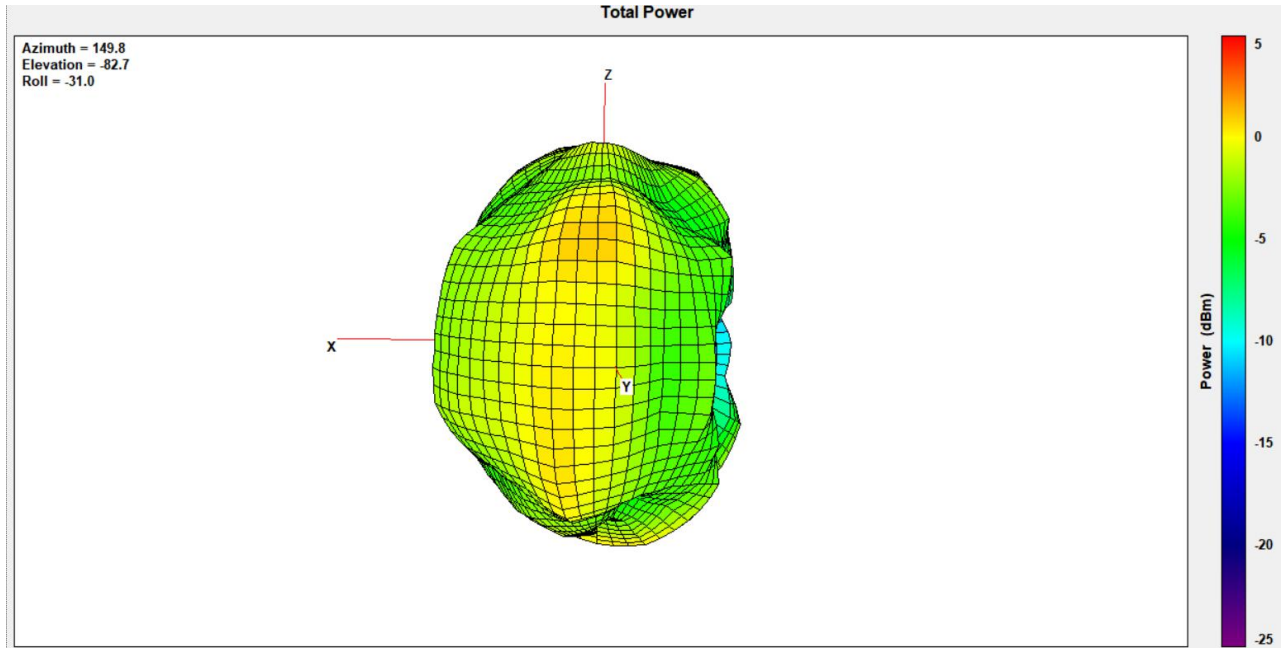 Total Power
Azimuth = 149.8
Elevation = -82.7
Roll = -31.0
Z
X
Y
5
0
-5
-10
-15
-20
-25
Power (dBm)